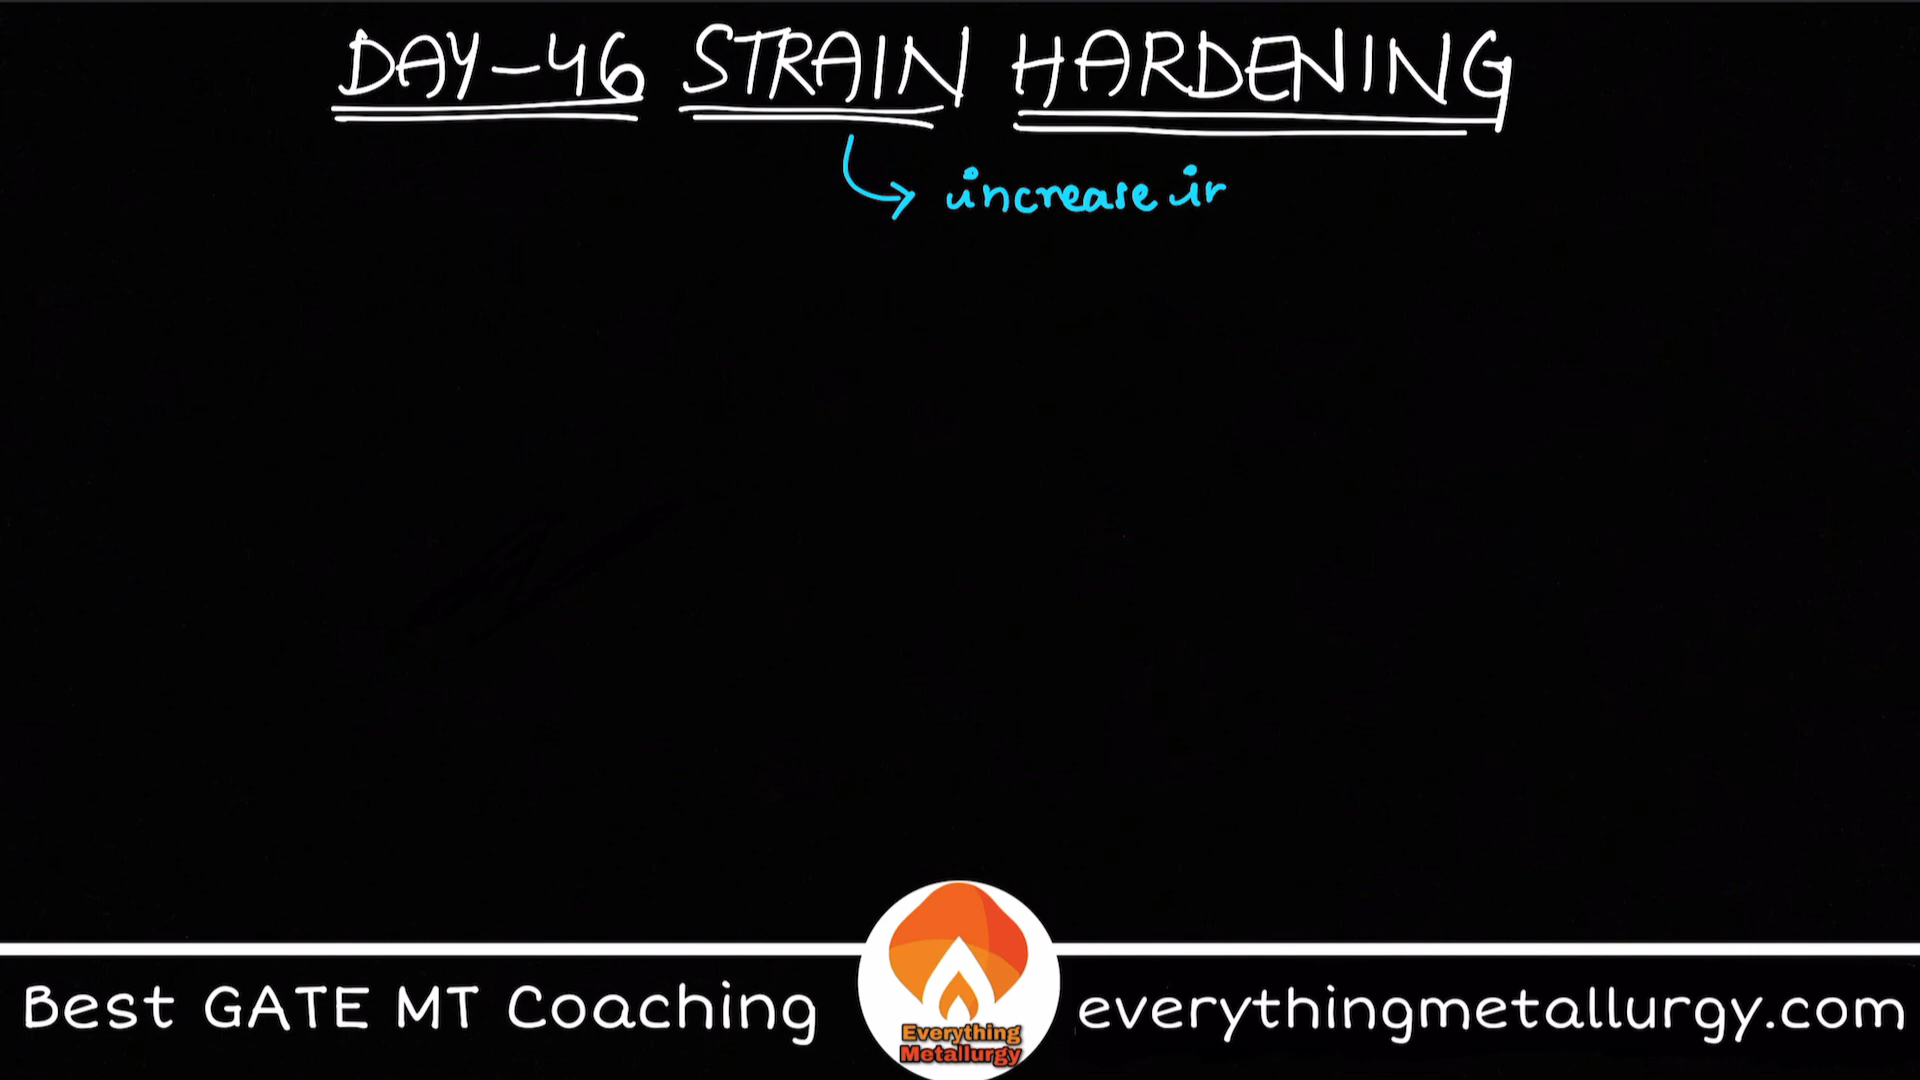 DAY-46 STRAIN HARDENING
increase in
Best GATE MT Coaching
Everything
Metallurgy
everythingmetallurgy.com